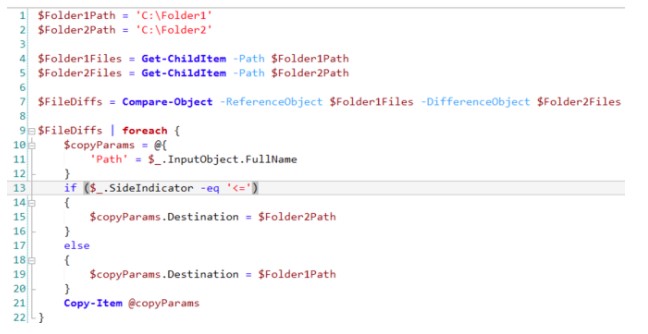 1 $Folder1Path = 'C:\Folder1'
2 $Folder2Path = 'C:\Folder2'
3
4 $Folder1Files = Get-ChildItem -Path $Folder1Path
5 $Folder2Files = Get-ChildItem -Path $Folder2Path
6
7 $FileDiffs = Compare-Object -ReferenceObject $Folder1Files -DifferenceObject $Folder2Files
8
9 $FileDiffs | foreach {
10     $copyParams = @{
11         'Path' = $_.InputObject.FullName
12     }
13     if ($_.SideIndicator -eq '<=')
14     {
15         $copyParams.Destination = $Folder2Path
16     }
17     else
18     {
19         $copyParams.Destination = $Folder1Path
20     }
21     Copy-Item @copyParams
22 }